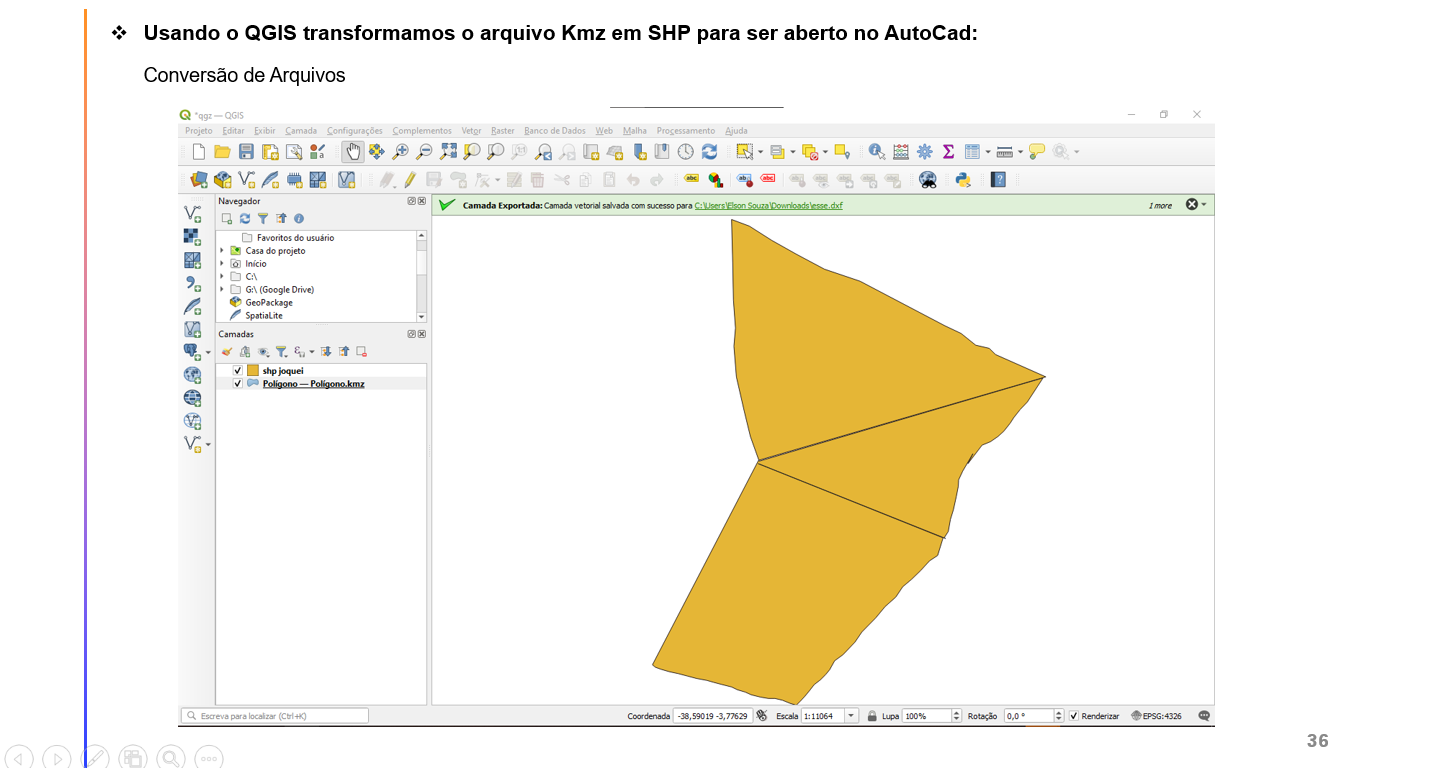 ❖ Usando o QGIS transformamos o arquivo Kmz em SHP para ser aberto no AutoCad:
Conversão de Arquivos
*qgz — QGIS
Projeto Editar Exibir Camada Configurações Complementos Vetor Raster Banco de Dados Web Malha Processamento Ajuda
abc abc
Navegador
Camada Exportada: Camada vetorial salvada com sucesso para C:\Users\Elson Souza\Downloads\esse.dxf
1 more
Favoritos do usuário
Casa do projeto
Início
C:\
G:\ (Google Drive)
GeoPackage
SpatiaLite
Camadas
shp joquei
Polígono — Polígono.kmz
Escreva para localizar (Ctrl+K)
Coordenada -38,59019 -3,77629 Escala 1:11064 Lupa 100% Rotação 0,0 ° Renderizar EPSG:4326
36